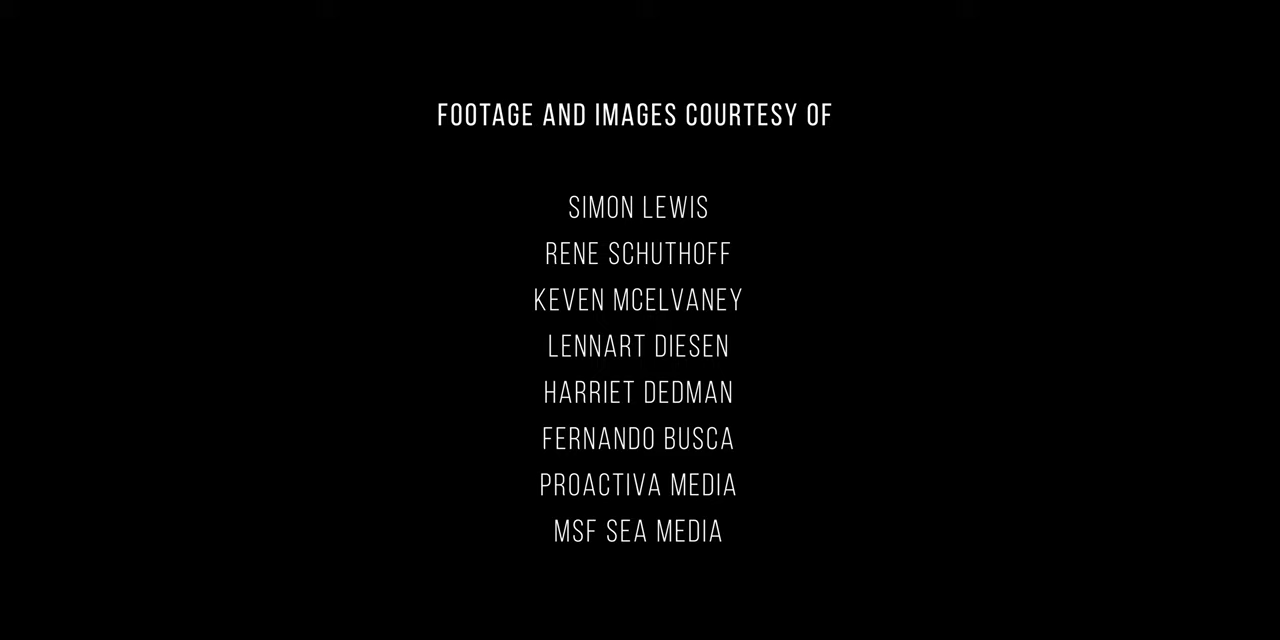 FOOTAGE AND IMAGES COURTESY OF
SIMON LEWIS
RENE SCHUTHOFF
KEVEN MCELVANEY
LENNART DIESEN
HARRIET DEDMAN
FERNANDO BUSCA
PROACTIVA MEDIA
MSF SEA MEDIA